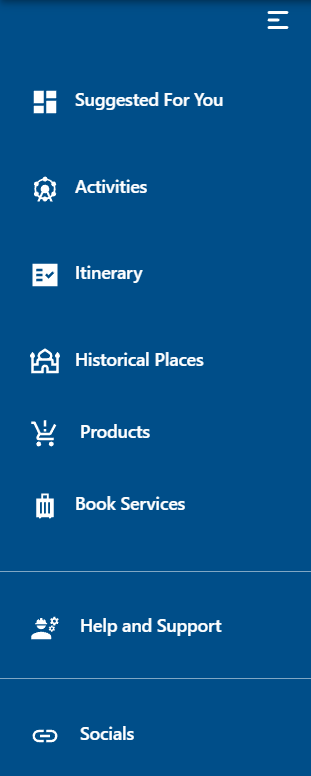 Suggested For You
Activities
Itinerary
Historical Places
Products
Book Services
Help and Support
Socials